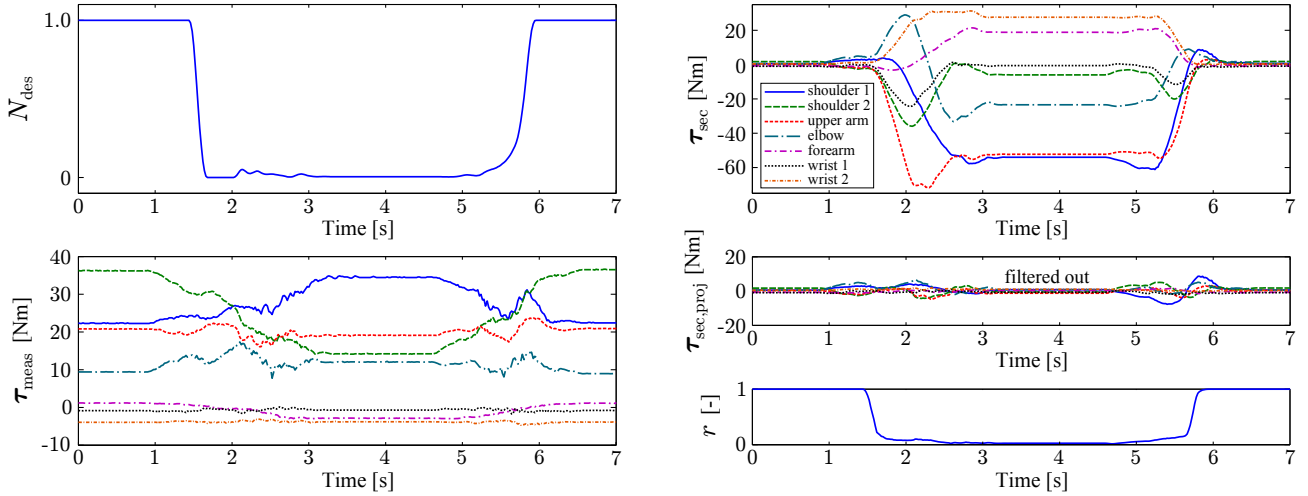 1.0
0
N_des
0 1 2 3 4 5 6 7
Time [s]
40
30
20
10
0
-10
τ_meas [Nm]
0 1 2 3 4 5 6 7
Time [s]
20
0
-20
-40
-60
τ_sec [Nm]
shoulder 1
shoulder 2
upper arm
elbow
forearm
wrist 1
wrist 2
0 1 2 3 4 5 6 7
Time [s]
20
0
-20
τ_sec,proj [Nm]
filtered out
0 1 2 3 4 5 6 7
Time [s]
1
0
r [-]
0 1 2 3 4 5 6 7
Time [s]